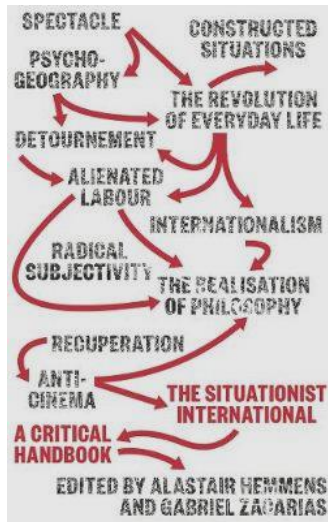 SPECTACLE
CONSTRUCTED
SITUATIONS
PSYCHO-
GEOGRAPHY
THE REVOLUTION
OF EVERYDAY LIFE
DETOURNEMENT
ALIENATED
LABOUR
INTERNATIONALISM
RADICAL
SUBJECTIVITY
THE REALISATION
OF PHILOSOPHY
RECUPERATION
ANTI-
CINEMA
THE SITUATIONIST
INTERNATIONAL
A CRITICAL
HANDBOOK
EDITED BY ALASTAIR HEMMENS
AND GABRIEL ZACARIAS